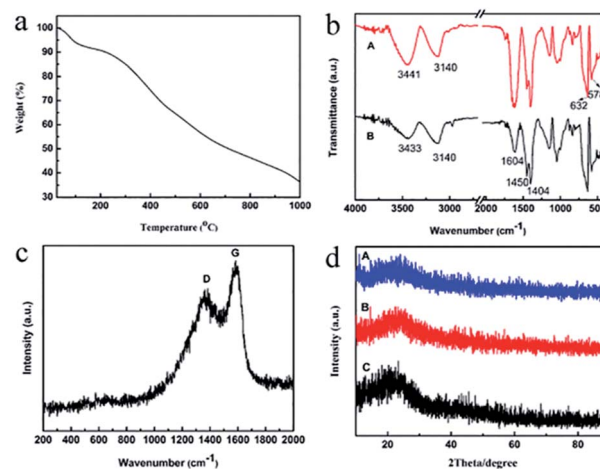 a
100
90
80
70
60
50
40
30
Weight (%)
200
400
600
800
1000
Temperature (°C)
b
A
3441
3140
632
578
B
3433
3140
1604
1450
1404
Transmittance (a.u.)
4000
3500
3000
2000
1500
1000
500
Wavenumber (cm⁻¹)
c
D
G
Intensity (a.u.)
200
400
600
800
1000
1200
1400
1600
1800
2000
Wavenumber cm⁻¹
d
A
B
C
Intensity (a.u.)
20
40
60
80
2Theta/degree